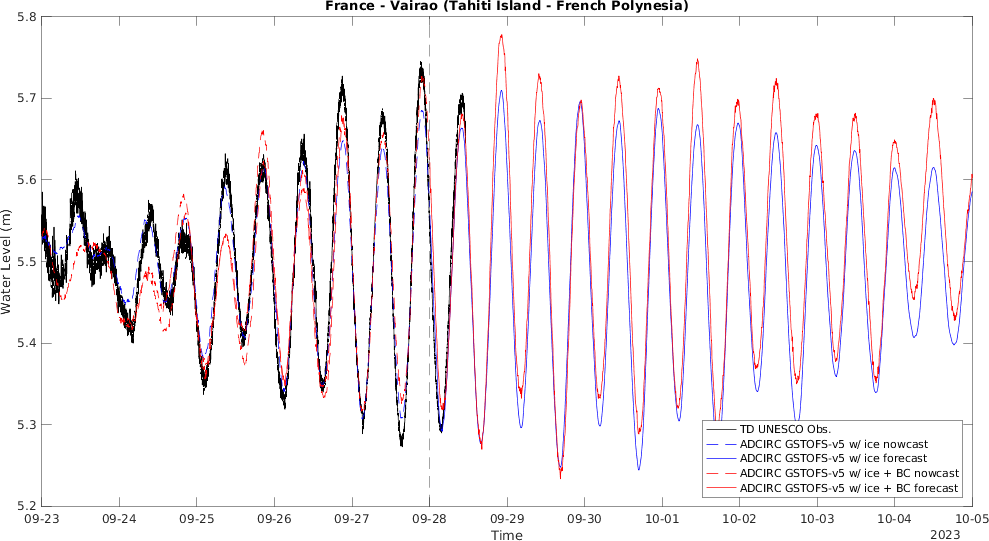 France - Vairao (Tahiti Island - French Polynesia)
5.8
5.7
5.6
5.5
5.4
5.3
5.2
Water Level (m)
TD UNESCO Obs.
ADCIRC GSTOFS-v5 w/ ice nowcast
ADCIRC GSTOFS-v5 w/ ice forecast
ADCIRC GSTOFS-v5 w/ ice + BC nowcast
ADCIRC GSTOFS-v5 w/ ice + BC forecast
09-23 09-24 09-25 09-26 09-27 09-28 09-29 09-30 10-01 10-02 10-03 10-04 10-05
Time
2023